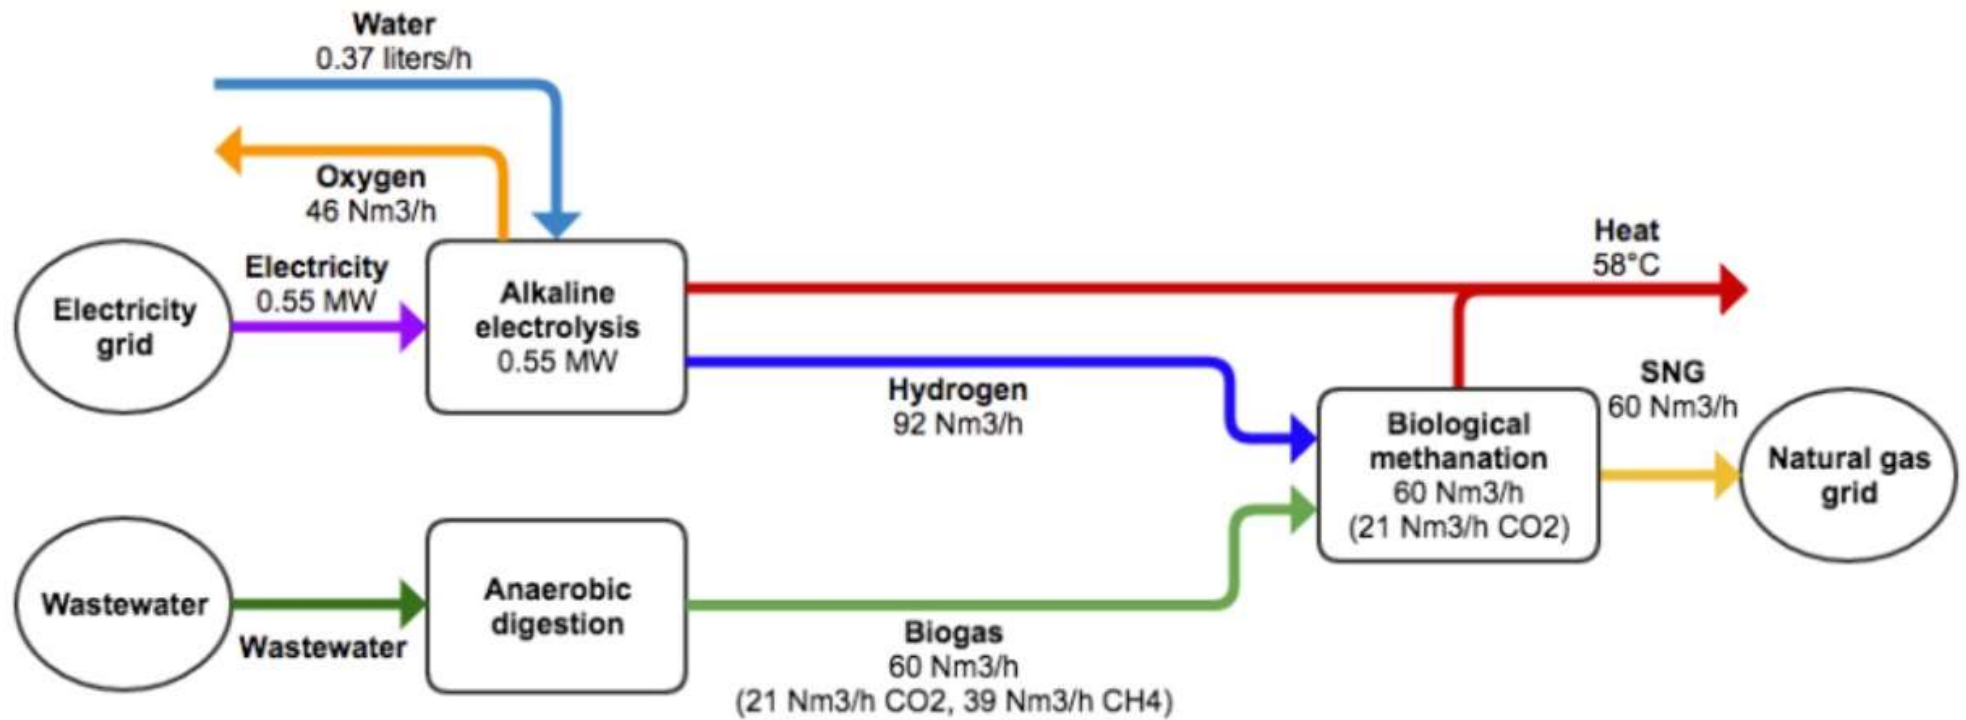 Water
0.37 liters/h
Oxygen
46 Nm3/h
Electricity
grid
Electricity
0.55 MW
Alkaline
electrolysis
0.55 MW
Heat
58°C
Hydrogen
92 Nm3/h
Biological
methanation
60 Nm3/h
(21 Nm3/h CO2)
SNG
60 Nm3/h
Natural gas
grid
Wastewater
Wastewater
Anaerobic
digestion
Biogas
60 Nm3/h
(21 Nm3/h CO2, 39 Nm3/h CH4)